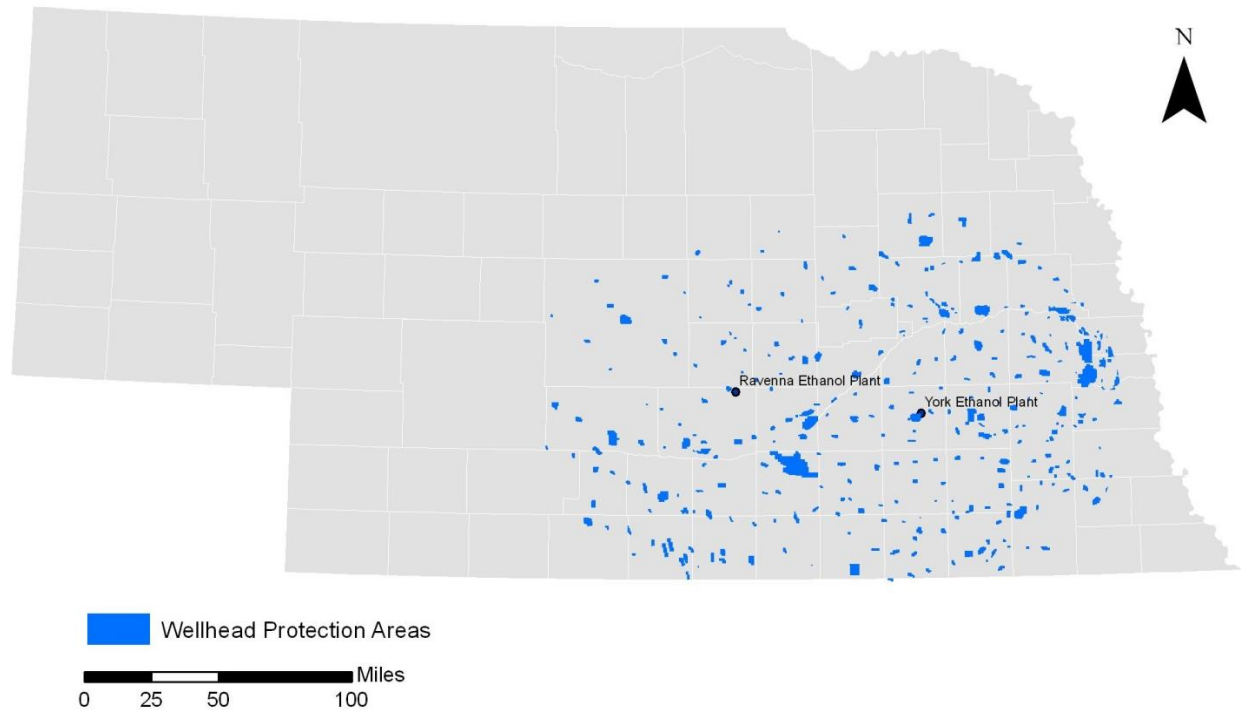 N
Ravenna Ethanol Plant
York Ethanol Plant
Wellhead Protection Areas
Miles
0 25 50 100